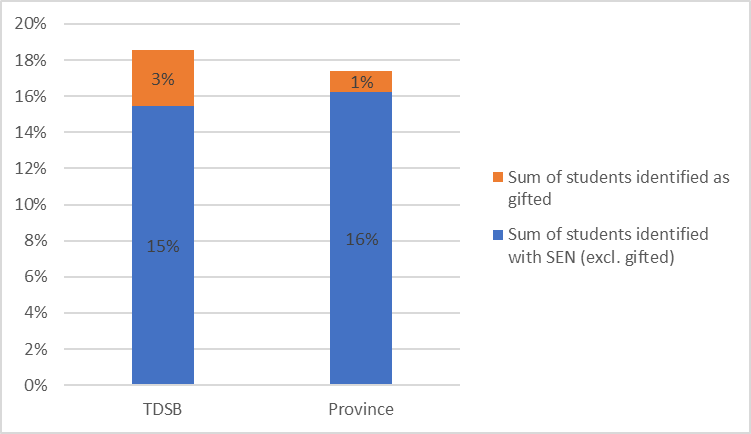 20%
18%
16%
14%
12%
10%
8%
6%
4%
2%
0%
3%
1%
15%
16%
TDSB
Province
Sum of students identified as
gifted
Sum of students identified
with SEN (excl. gifted)